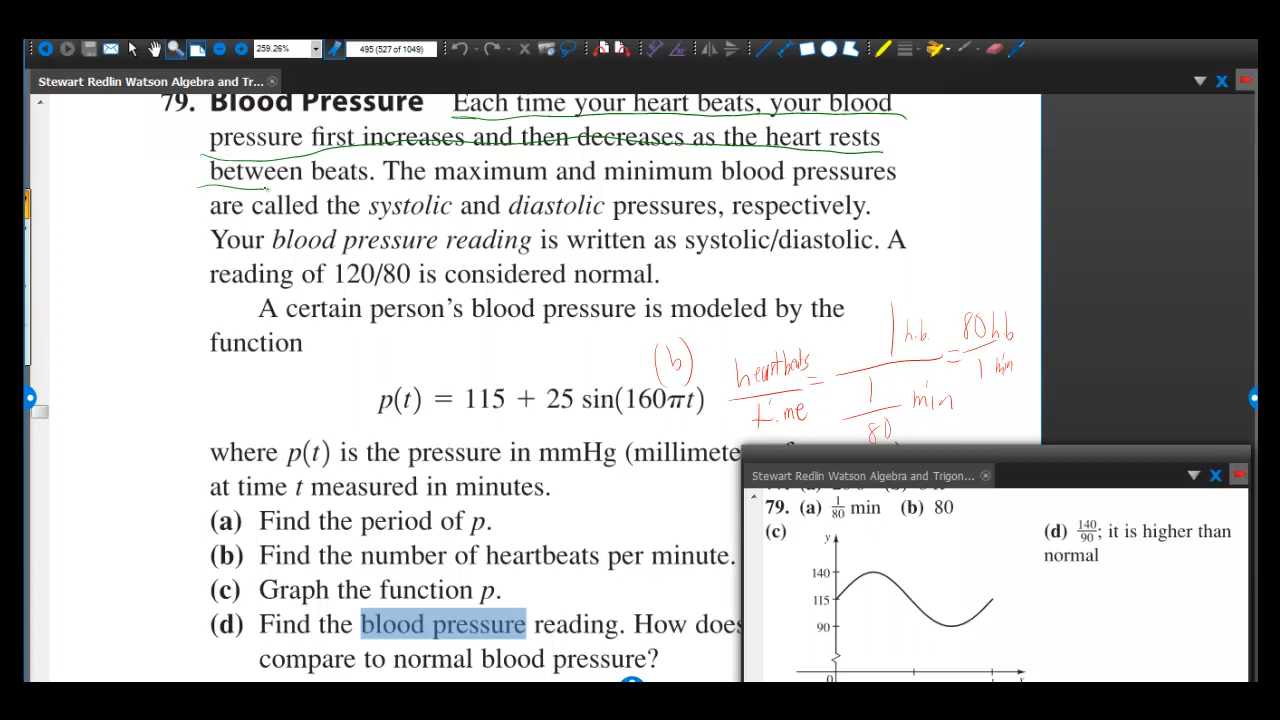 259.26%
495 (527 of 1049)
Stewart Redlin Watson Algebra and Tr...
79. Blood Pressure Each time your heart beats, your blood
pressure first increases and then decreases as the heart rests
between beats. The maximum and minimum blood pressures
are called the systolic and diastolic pressures, respectively.
Your blood pressure reading is written as systolic/diastolic. A
reading of 120/80 is considered normal.
A certain person's blood pressure is modeled by the
function
p(t) = 115 + 25 sin(160πt)
(b) heartbeats/time = 1 h.b./(1/80 min) = 80 hb/1 min
where p(t) is the pressure in mmHg (millimete
at time t measured in minutes.
(a) Find the period of p.
(b) Find the number of heartbeats per minute.
(c) Graph the function p.
(d) Find the blood pressure reading. How does
compare to normal blood pressure?
Stewart Redlin Watson Algebra and Trigon...
79. (a) 1/80 min (b) 80
(c)
(d) 140/90; it is higher than
normal
y
140
115
90
0